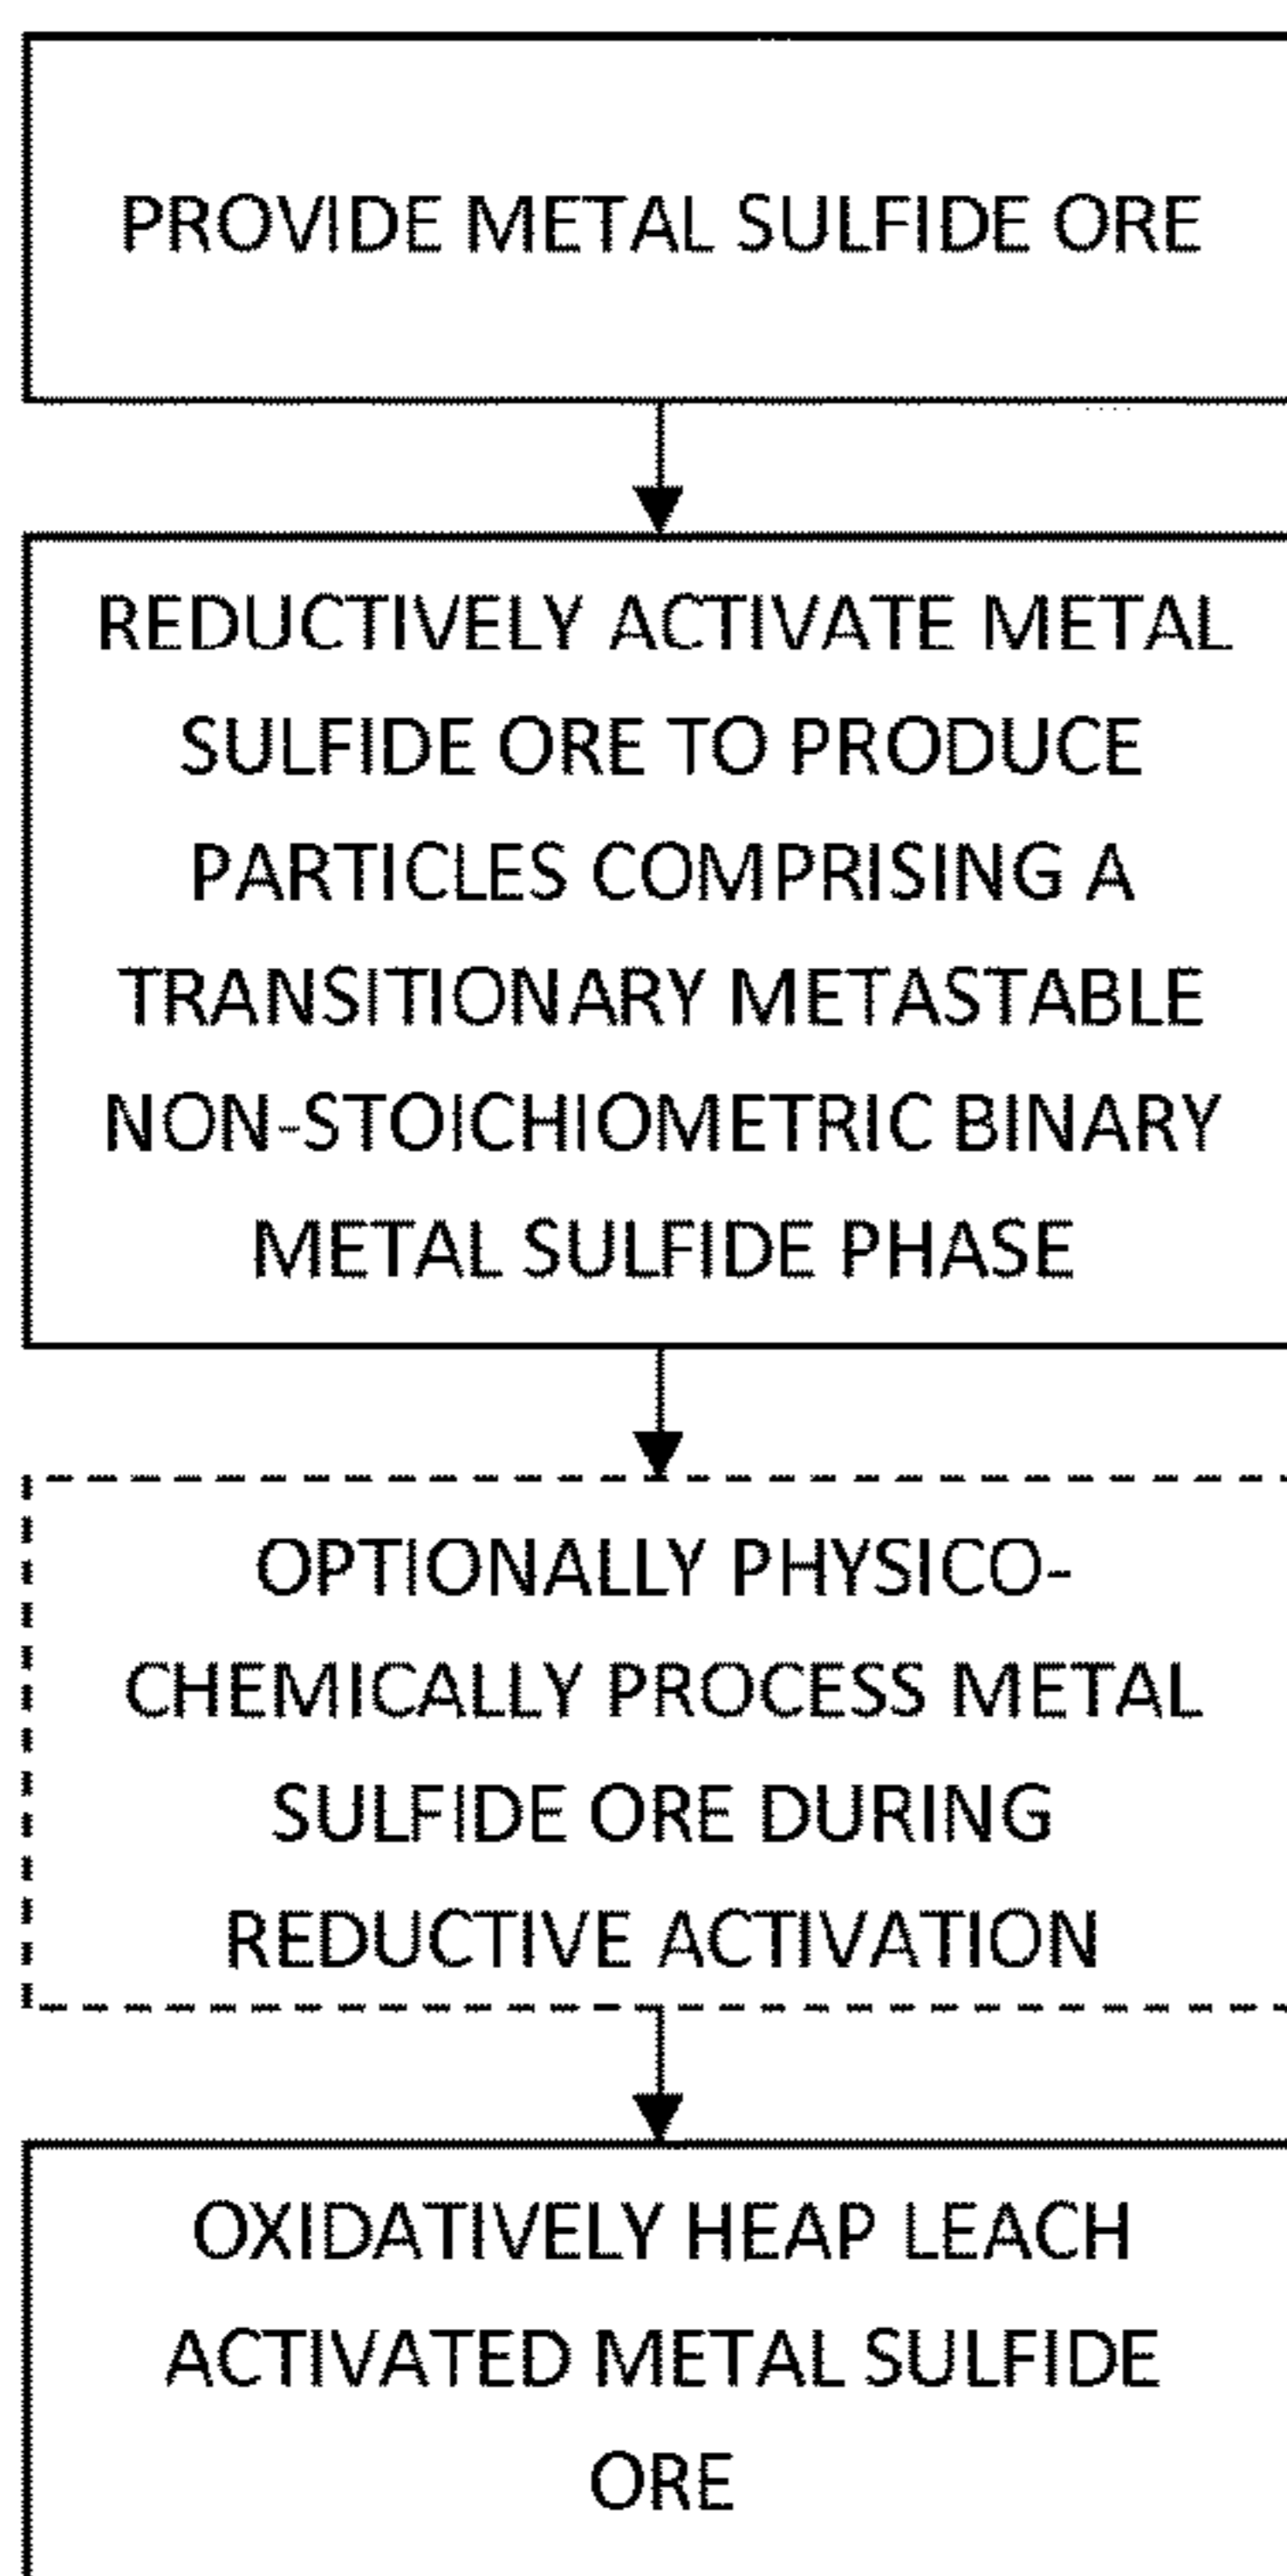 PROVIDE METAL SULFIDE ORE
REDUCTIVELY ACTIVATE METAL
SULFIDE ORE TO PRODUCE
PARTICLES COMPRISING A
TRANSITIONARY METASTABLE
NON-STOICHIOMETRIC BINARY
METAL SULFIDE PHASE
OPTIONALLY PHYSICO-
CHEMICALLY PROCESS METAL
SULFIDE ORE DURING
REDUCTIVE ACTIVATION
OXIDATIVELY HEAP LEACH
ACTIVATED METAL SULFIDE
ORE